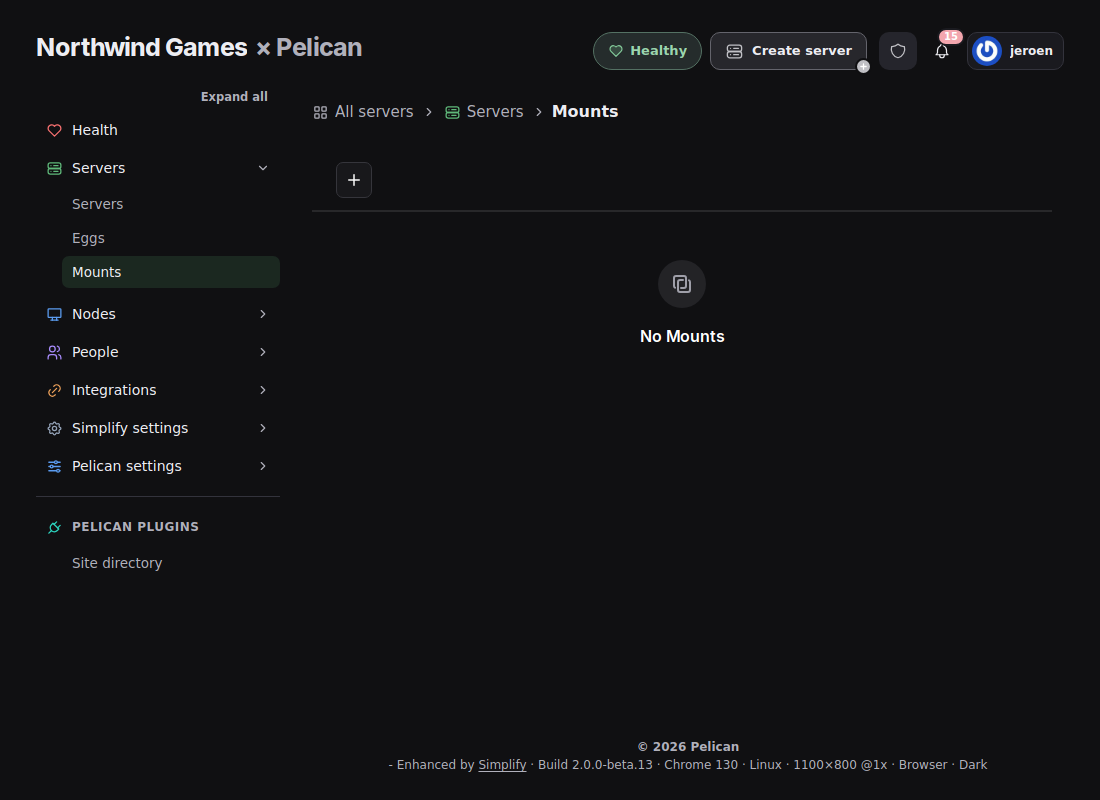 Northwind Games × Pelican
Healthy
Create server
15
jeroen
Expand all
Health
Servers
Servers
Eggs
Mounts
Nodes
People
Integrations
Simplify settings
Pelican settings
PELICAN PLUGINS
Site directory
All servers
Servers
Mounts
No Mounts
© 2026 Pelican
- Enhanced by Simplify · Build 2.0.0-beta.13 · Chrome 130 · Linux · 1100×800 @1x · Browser · Dark